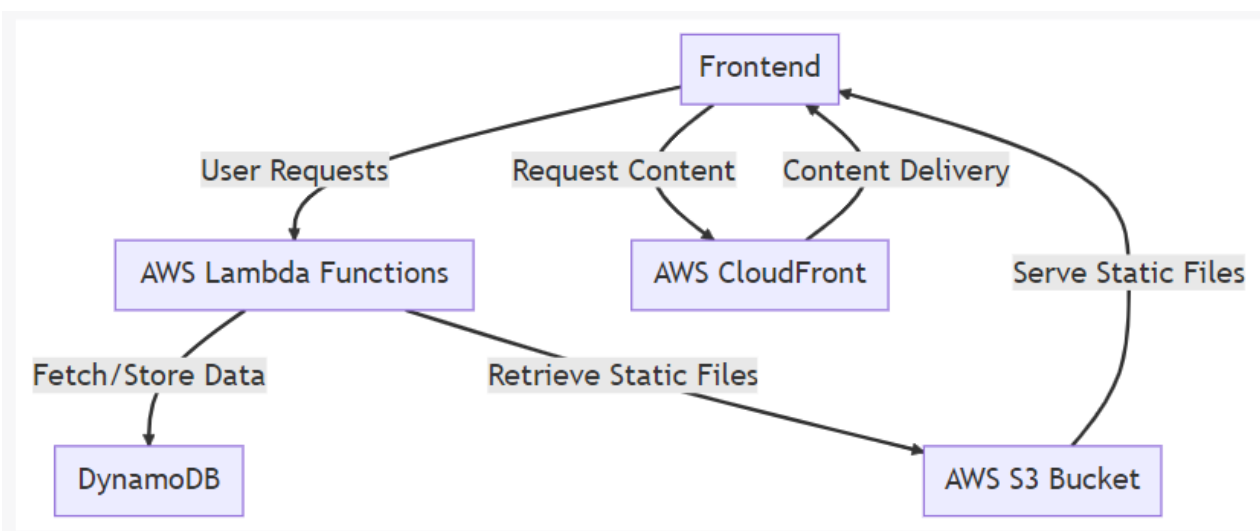 Frontend
User Requests
Request Content
Content Delivery
AWS Lambda Functions
AWS CloudFront
Serve Static Files
Fetch/Store Data
Retrieve Static Files
DynamoDB
AWS S3 Bucket